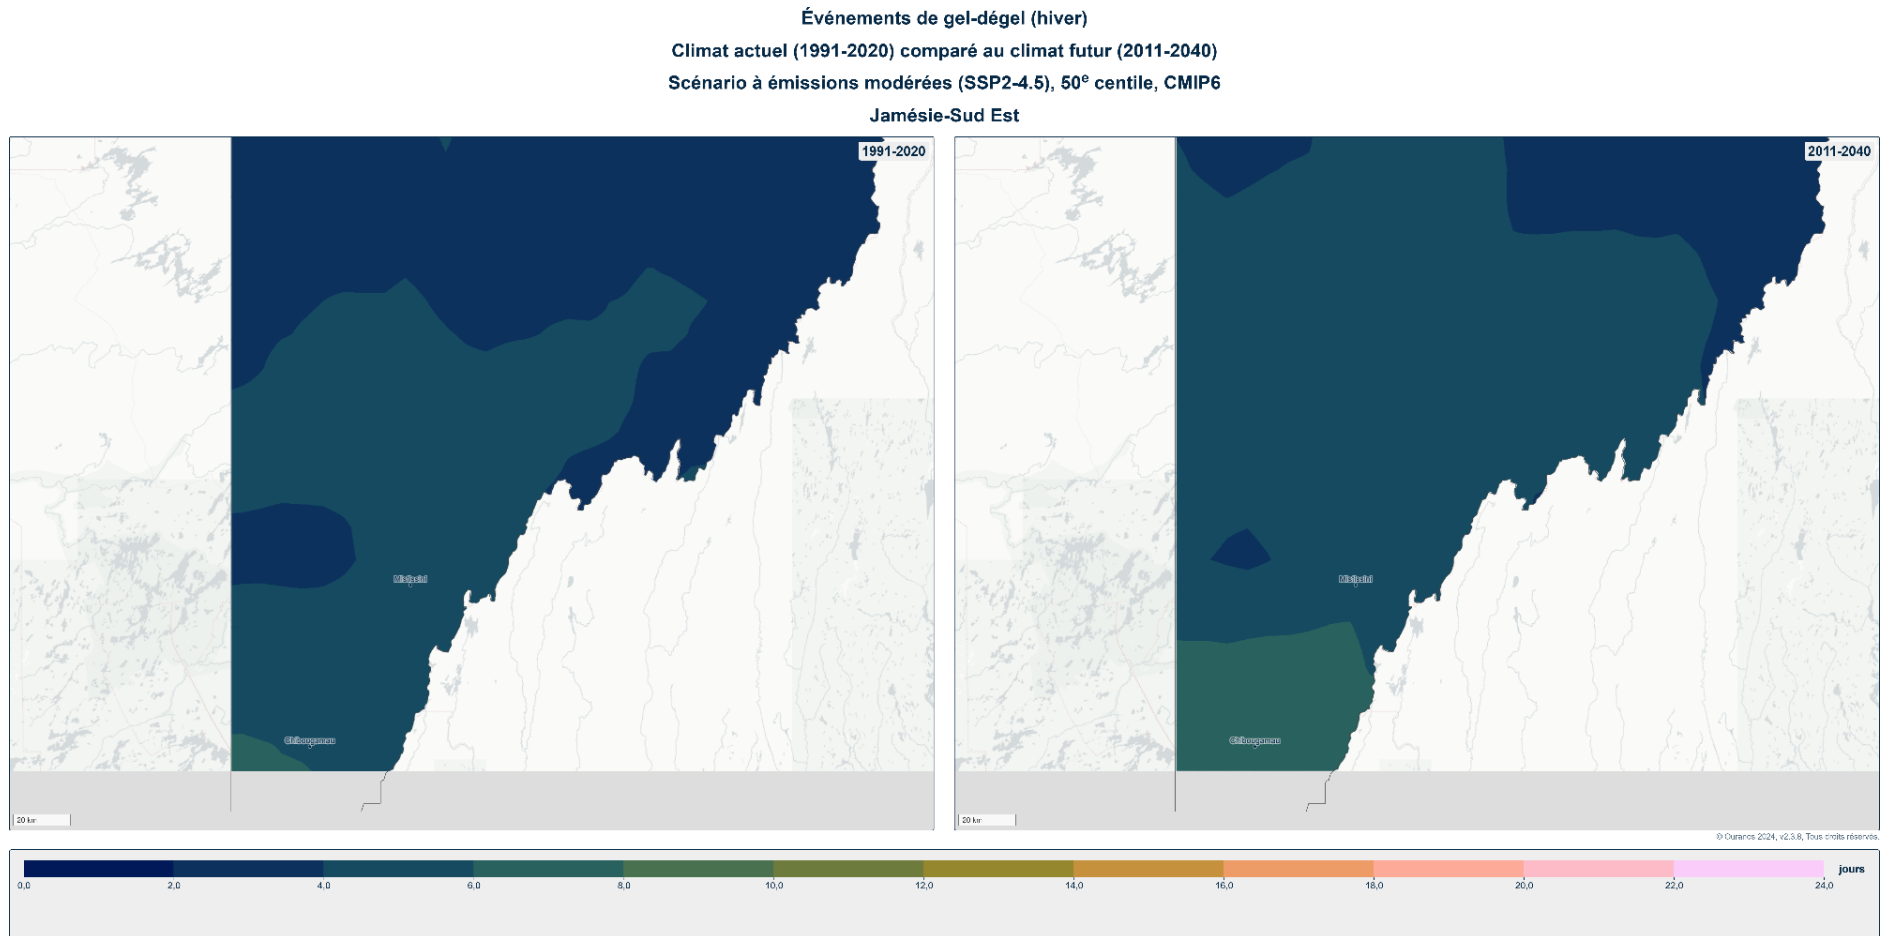 Événements de gel-dégel (hiver)
Climat actuel (1991-2020) comparé au climat futur (2011-2040)
Scénario à émissions modérées (SSP2-4.5), 50e centile, CMIP6
Jamésie-Sud Est
1991-2020
2011-2040
Mistissini
Mistissini
Chibougamau
Chibougamau
20 km
20 km
© Ouranos 2024, v2.3.8, Tous droits réservés.
jours
0,0 2,0 4,0 6,0 8,0 10,0 12,0 14,0 16,0 18,0 20,0 22,0 24,0